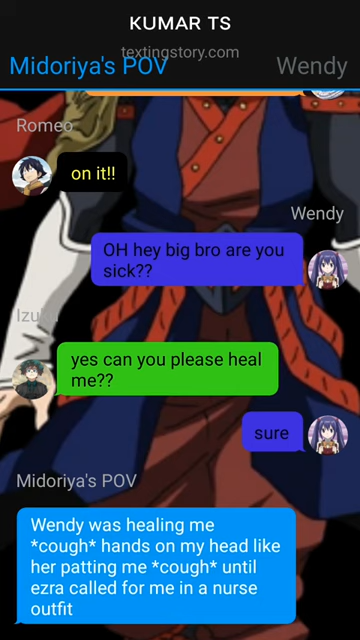 KUMAR TS
textingstory.com
Midoriya's POV
Wendy
Romeo
on it!!
Wendy
OH hey big bro are you
sick??
Izuku
yes can you please heal
me??
sure
Midoriya's POV
Wendy was healing me
*cough* hands on my head like
her patting me *cough* until
ezra called for me in a nurse
outfit